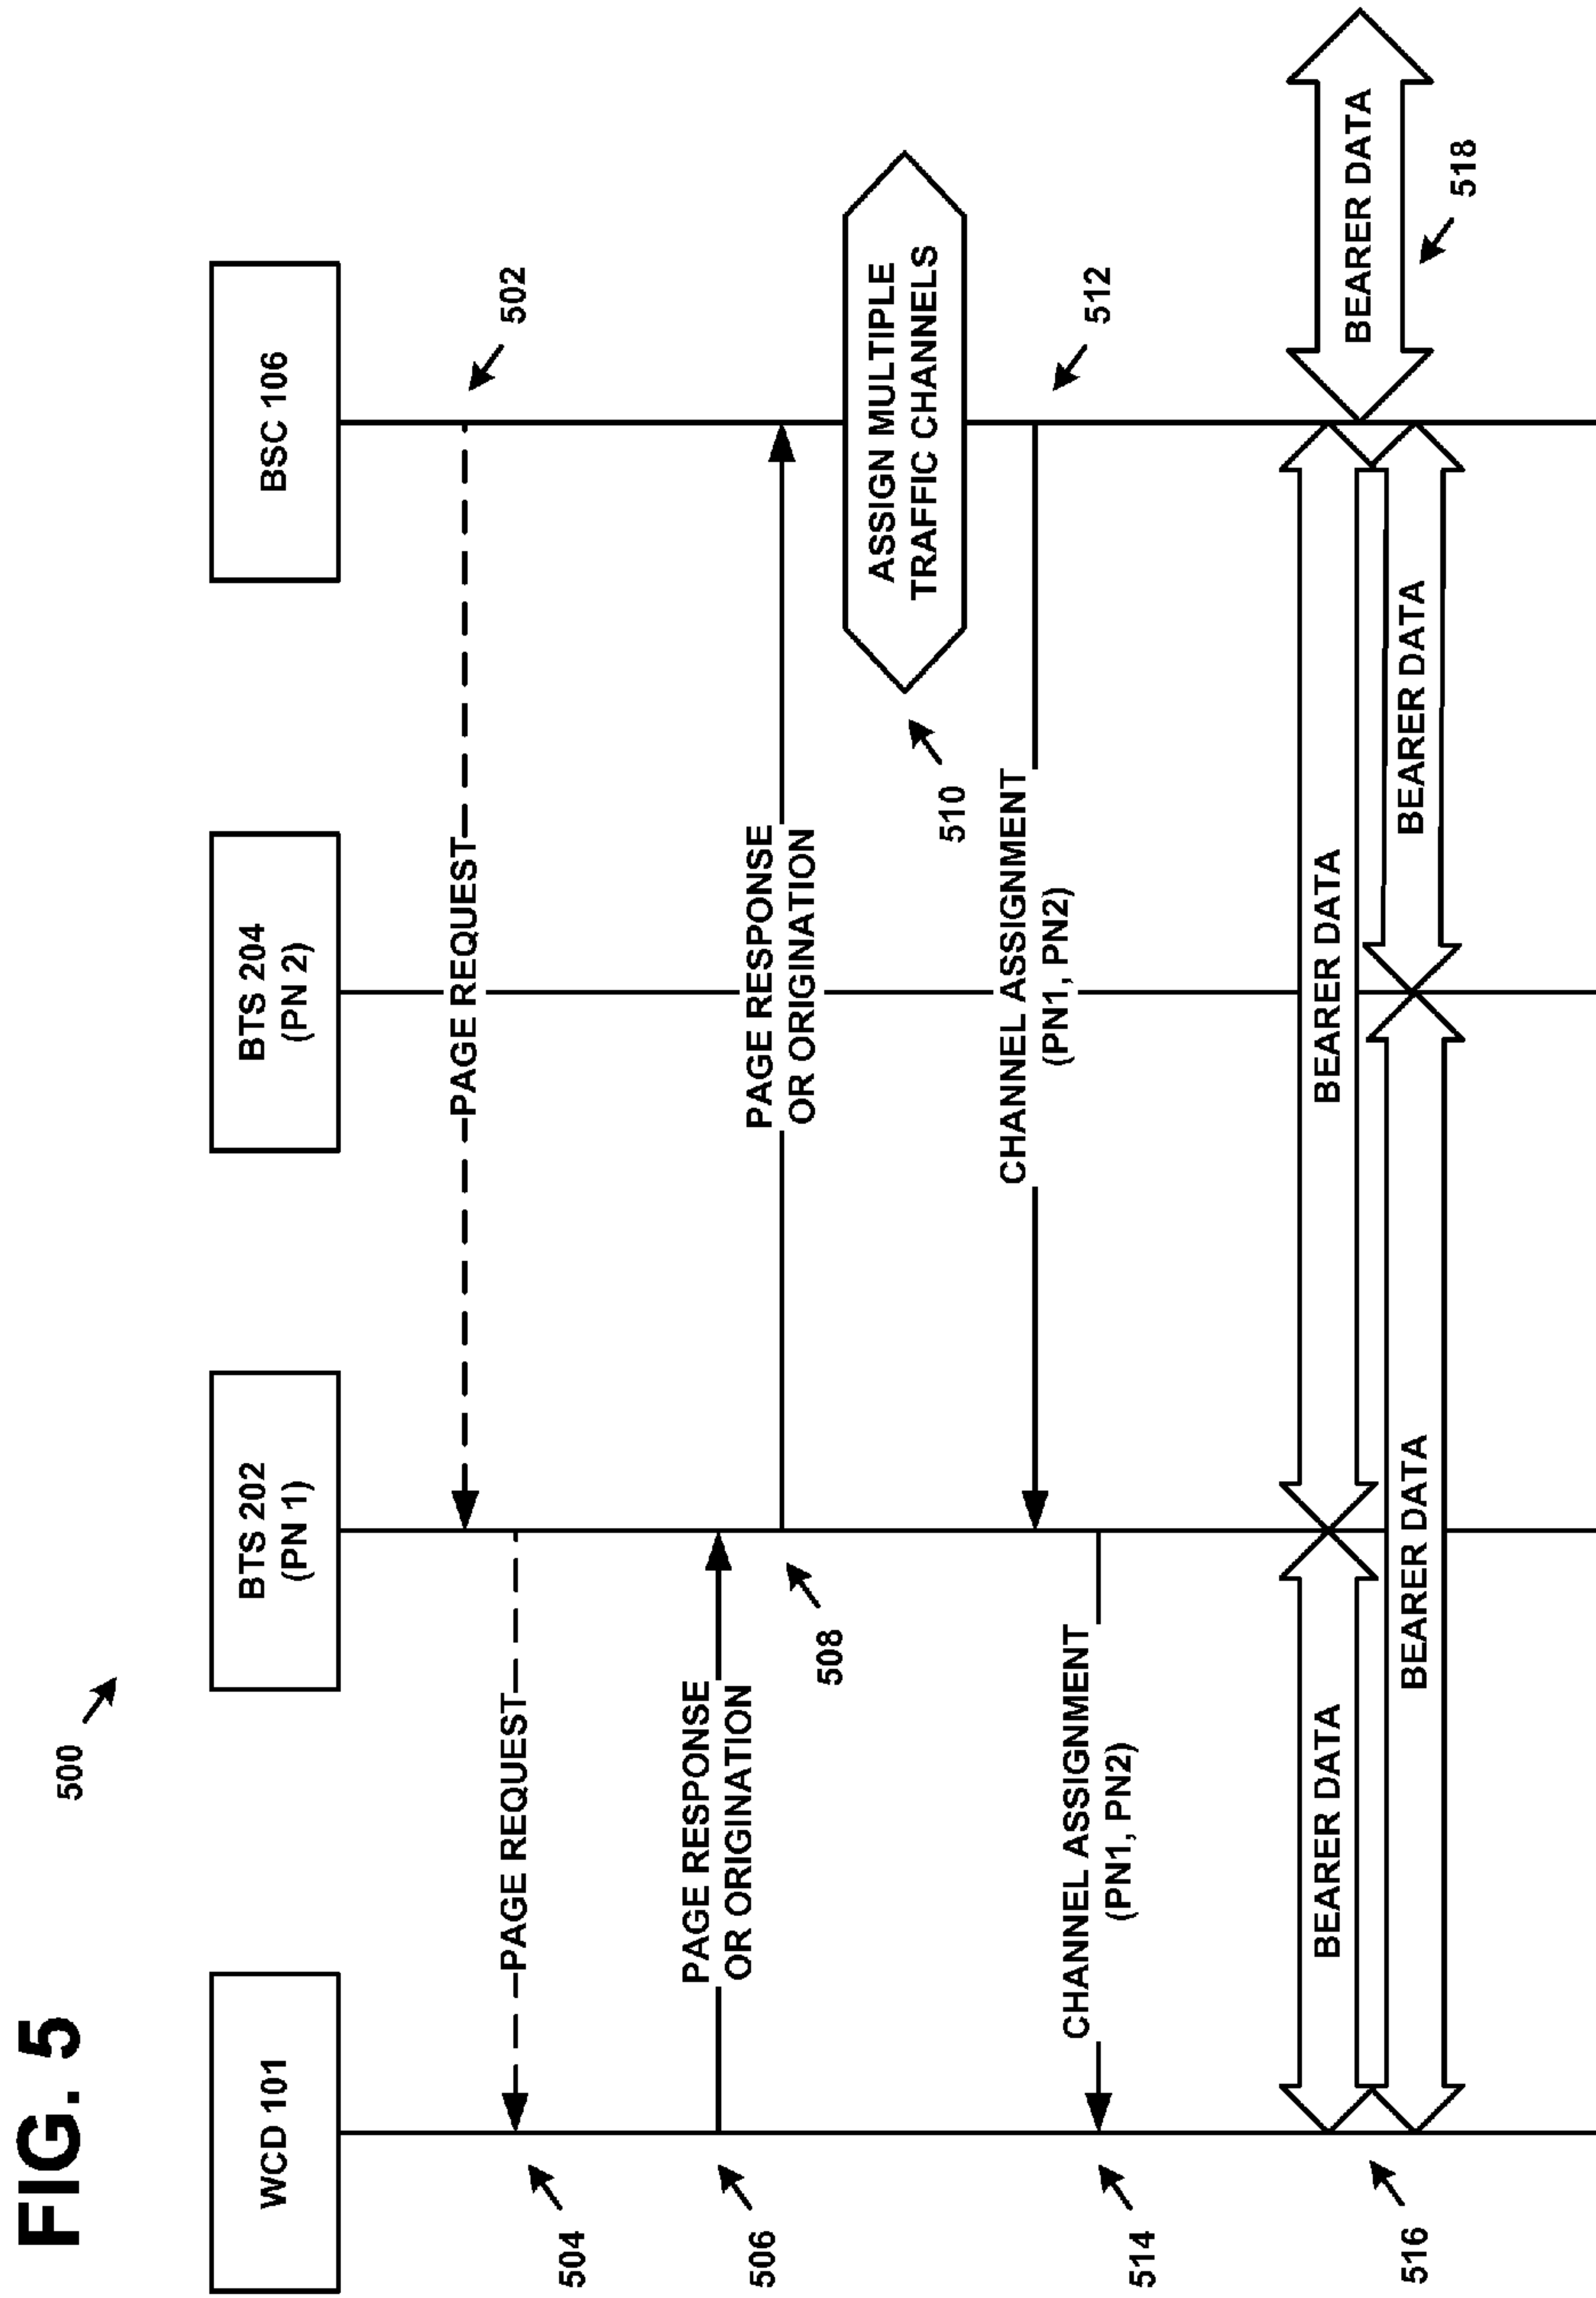 FIG. 5
500
WCD 101
BTS 202
(PN 1)
BTS 204
(PN 2)
BSC 106
502
PAGE REQUEST
504
PAGE REQUEST
506
PAGE RESPONSE
OR ORIGINATION
508
PAGE RESPONSE
OR ORIGINATION
510
ASSIGN MULTIPLE
TRAFFIC CHANNELS
512
CHANNEL ASSIGNMENT
(PN1, PN2)
514
CHANNEL ASSIGNMENT
(PN1, PN2)
516
BEARER DATA
BEARER DATA
BEARER DATA
BEARER DATA
BEARER DATA
518